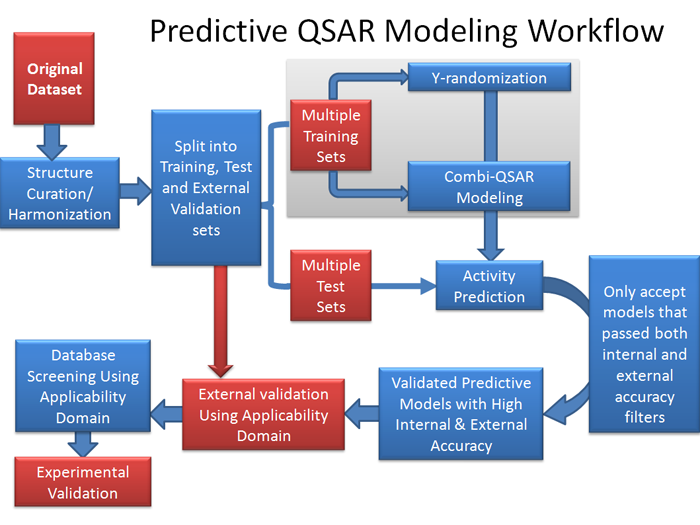 Predictive QSAR Modeling Workflow
Original
Dataset
Structure
Curation/
Harmonization
Split into
Training, Test
and External
Validation
sets
Multiple
Training
Sets
Y-randomization
Combi-QSAR
Modeling
Multiple
Test
Sets
Activity
Prediction
Only accept
models that
passed both
internal and
external
accuracy
filters
Validated Predictive
Models with High
Internal & External
Accuracy
External validation
Using Applicability
Domain
Database
Screening Using
Applicability
Domain
Experimental
Validation